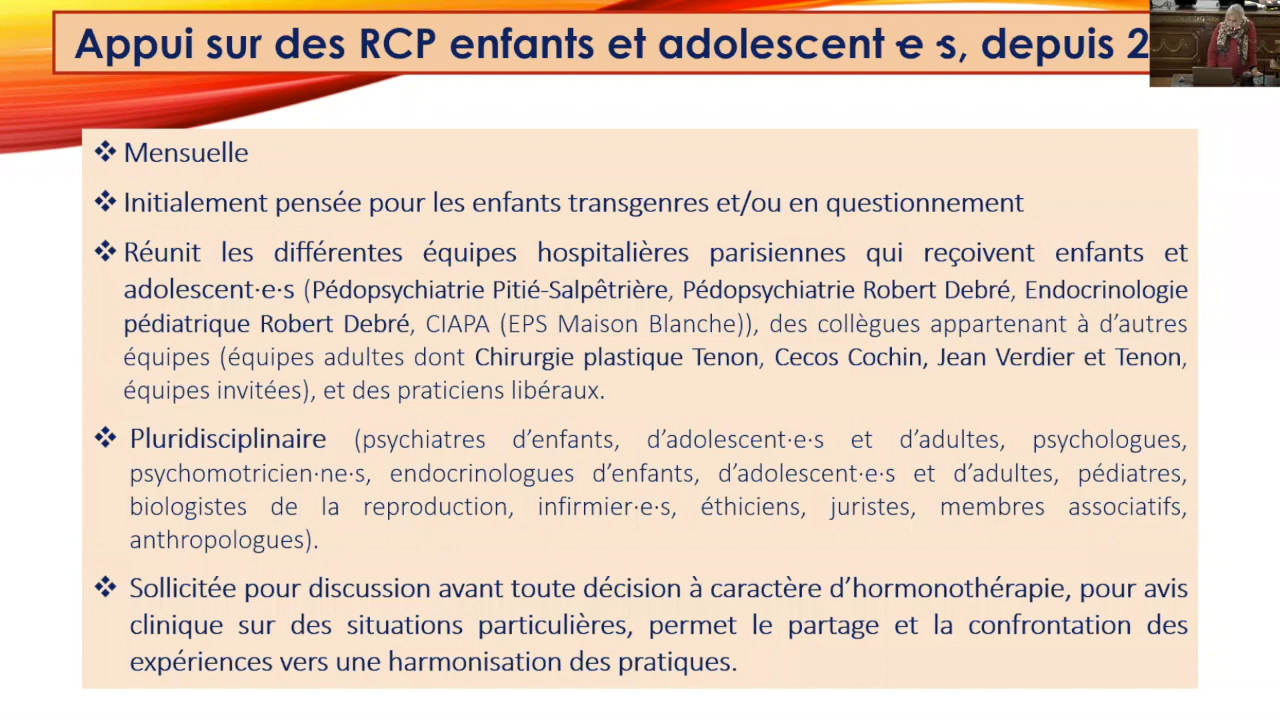 Appui sur des RCP enfants et adolescent·e·s, depuis 2
❖ Mensuelle
❖ Initialement pensée pour les enfants transgenres et/ou en questionnement
❖ Réunit les différentes équipes hospitalières parisiennes qui reçoivent enfants et
adolescent·e·s (Pédopsychiatrie Pitié-Salpêtrière, Pédopsychiatrie Robert Debré, Endocrinologie
pédiatrique Robert Debré, CIAPA (EPS Maison Blanche)), des collègues appartenant à d’autres
équipes (équipes adultes dont Chirurgie plastique Tenon, Cecos Cochin, Jean Verdier et Tenon,
équipes invitées), et des praticiens libéraux.
❖ Pluridisciplinaire (psychiatres d’enfants, d’adolescent·e·s et d’adultes, psychologues,
psychomotricien·ne·s, endocrinologues d’enfants, d’adolescent·e·s et d’adultes, pédiatres,
biologistes de la reproduction, infirmier·e·s, éthiciens, juristes, membres associatifs,
anthropologues).
❖ Sollicitée pour discussion avant toute décision à caractère d’hormonothérapie, pour avis
clinique sur des situations particulières, permet le partage et la confrontation des
expériences vers une harmonisation des pratiques.